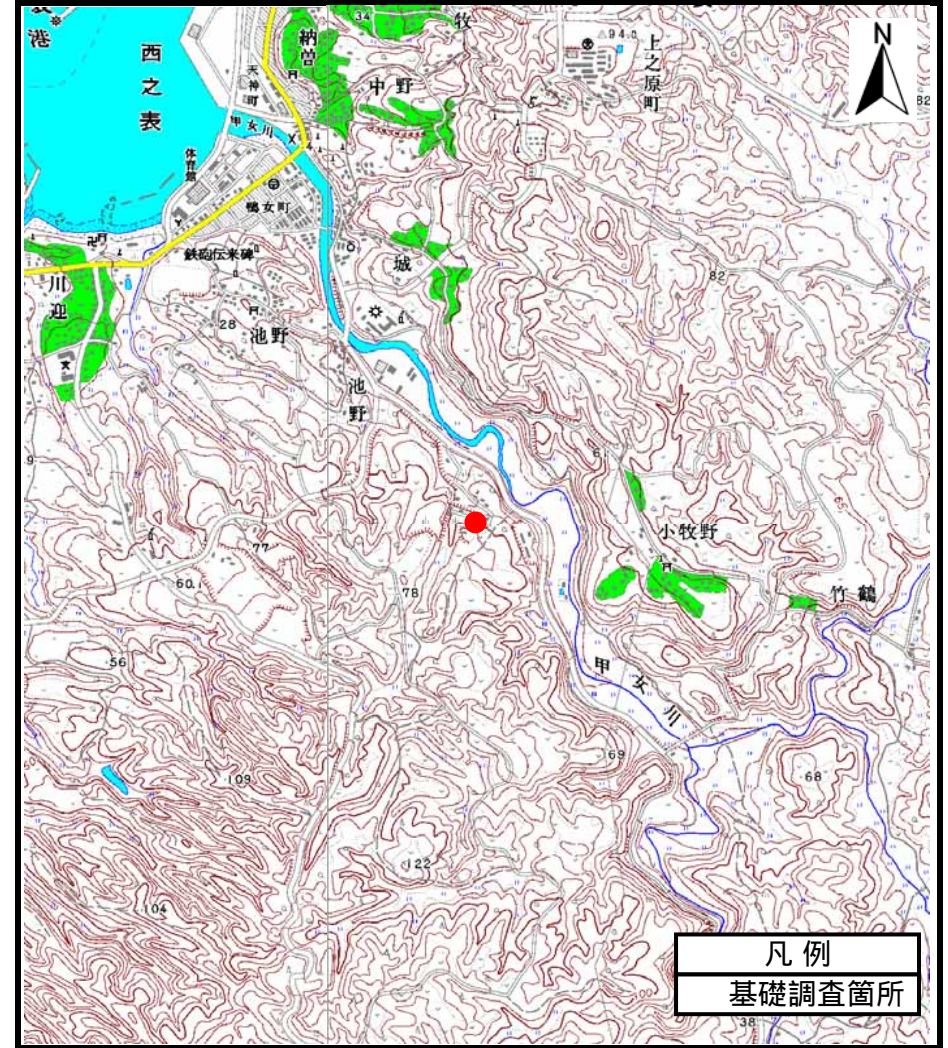 港
西之表
納曽
天神町
甲女川
体育館
鴨女町
鉄砲伝来碑
川迎
28
池野
池野
城
34
牧
中野
94.0
上之原町
N
82
82
61
小牧野
竹鶴
77
60.1
78
56
甲女川
109
69
68
122
104
凡例
基礎調査箇所
38